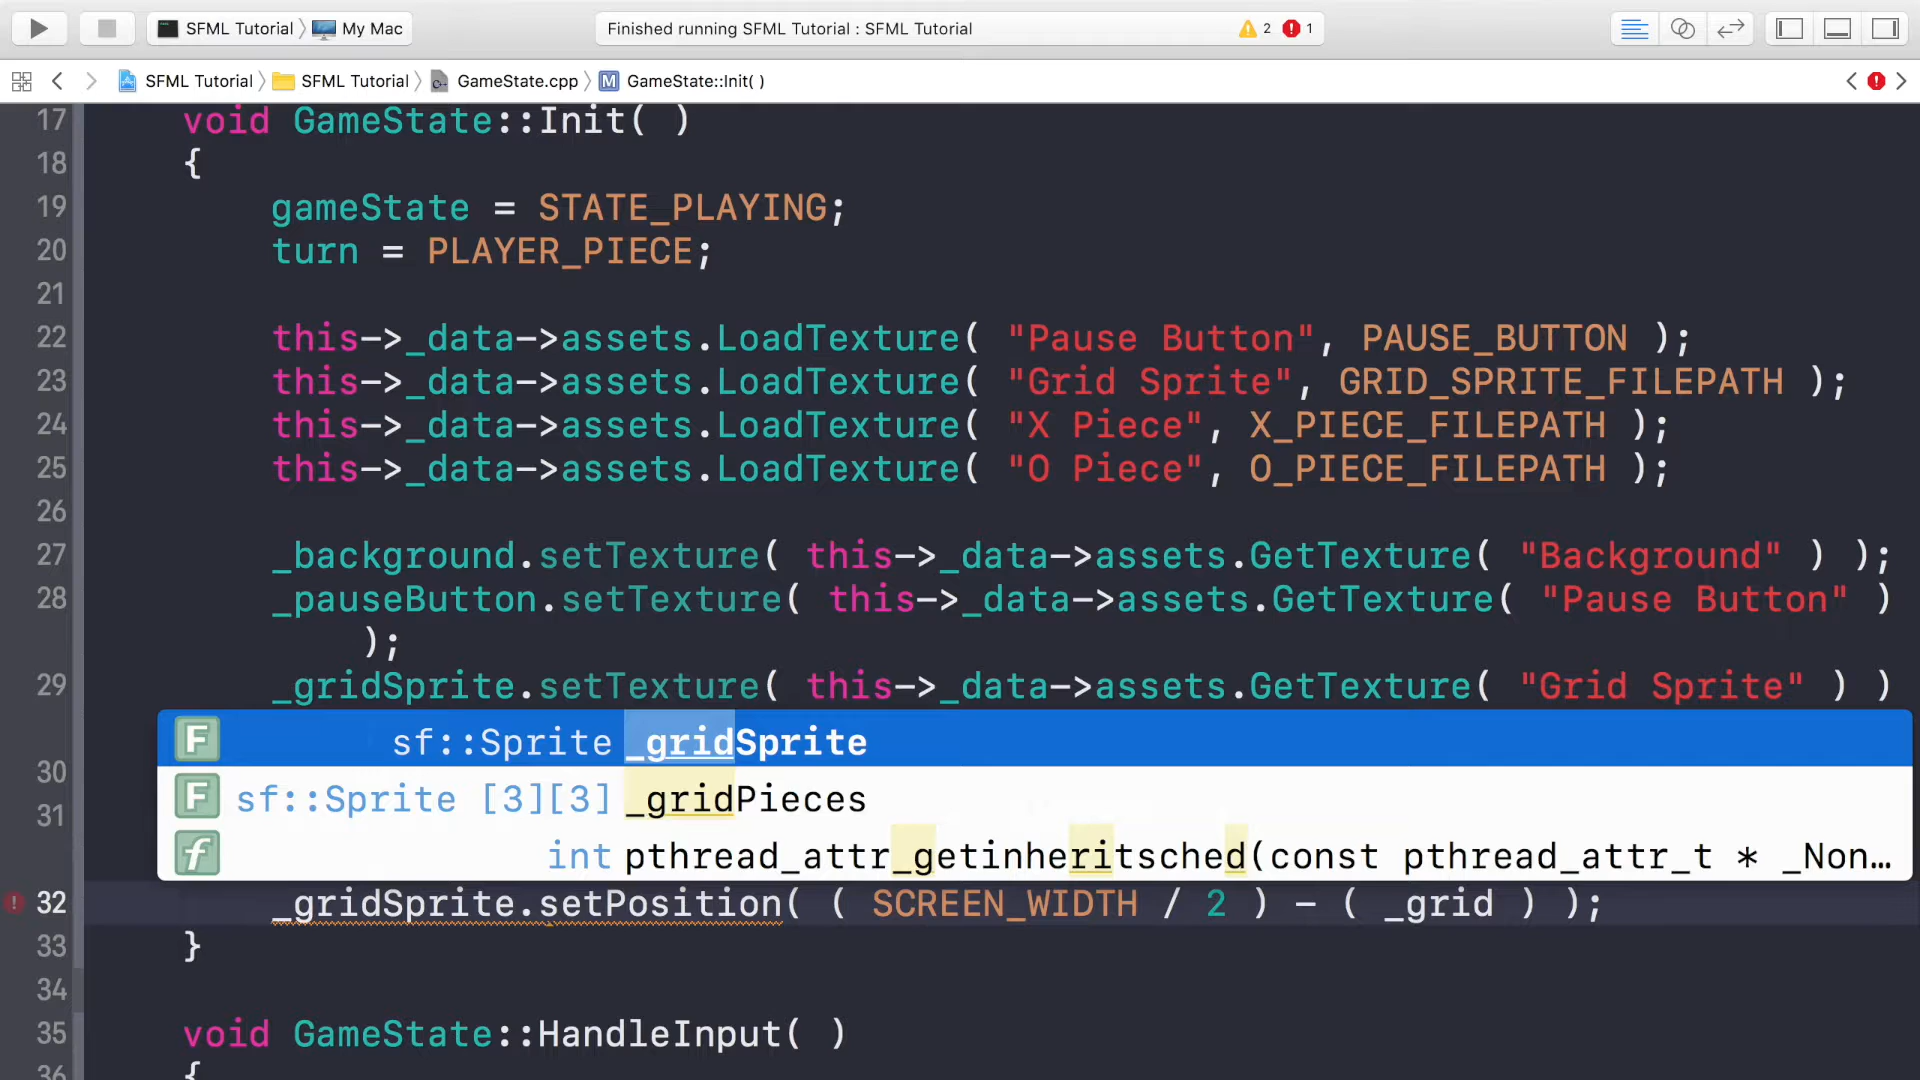 SFML Tutorial My Mac Finished running SFML Tutorial : SFML Tutorial 2 1
SFML Tutorial SFML Tutorial GameState.cpp M GameState::Init( )
17 void GameState::Init( )
18 {
19 gameState = STATE_PLAYING;
20 turn = PLAYER_PIECE;
21
22 this->_data->assets.LoadTexture( "Pause Button", PAUSE_BUTTON );
23 this->_data->assets.LoadTexture( "Grid Sprite", GRID_SPRITE_FILEPATH );
24 this->_data->assets.LoadTexture( "X Piece", X_PIECE_FILEPATH );
25 this->_data->assets.LoadTexture( "O Piece", O_PIECE_FILEPATH );
26
27 _background.setTexture( this->_data->assets.GetTexture( "Background" ) );
28 _pauseButton.setTexture( this->_data->assets.GetTexture( "Pause Button" )
);
29 _gridSprite.setTexture( this->_data->assets.GetTexture( "Grid Sprite" ) )
F sf::Sprite _gridSprite
30
F sf::Sprite [3][3] _gridPieces
31
f int pthread_attr_getinheritsched(const pthread_attr_t * _Non…
32 _gridSprite.setPosition( ( SCREEN_WIDTH / 2 ) - ( _grid ) );
33 }
34
35 void GameState::HandleInput( )
36 {